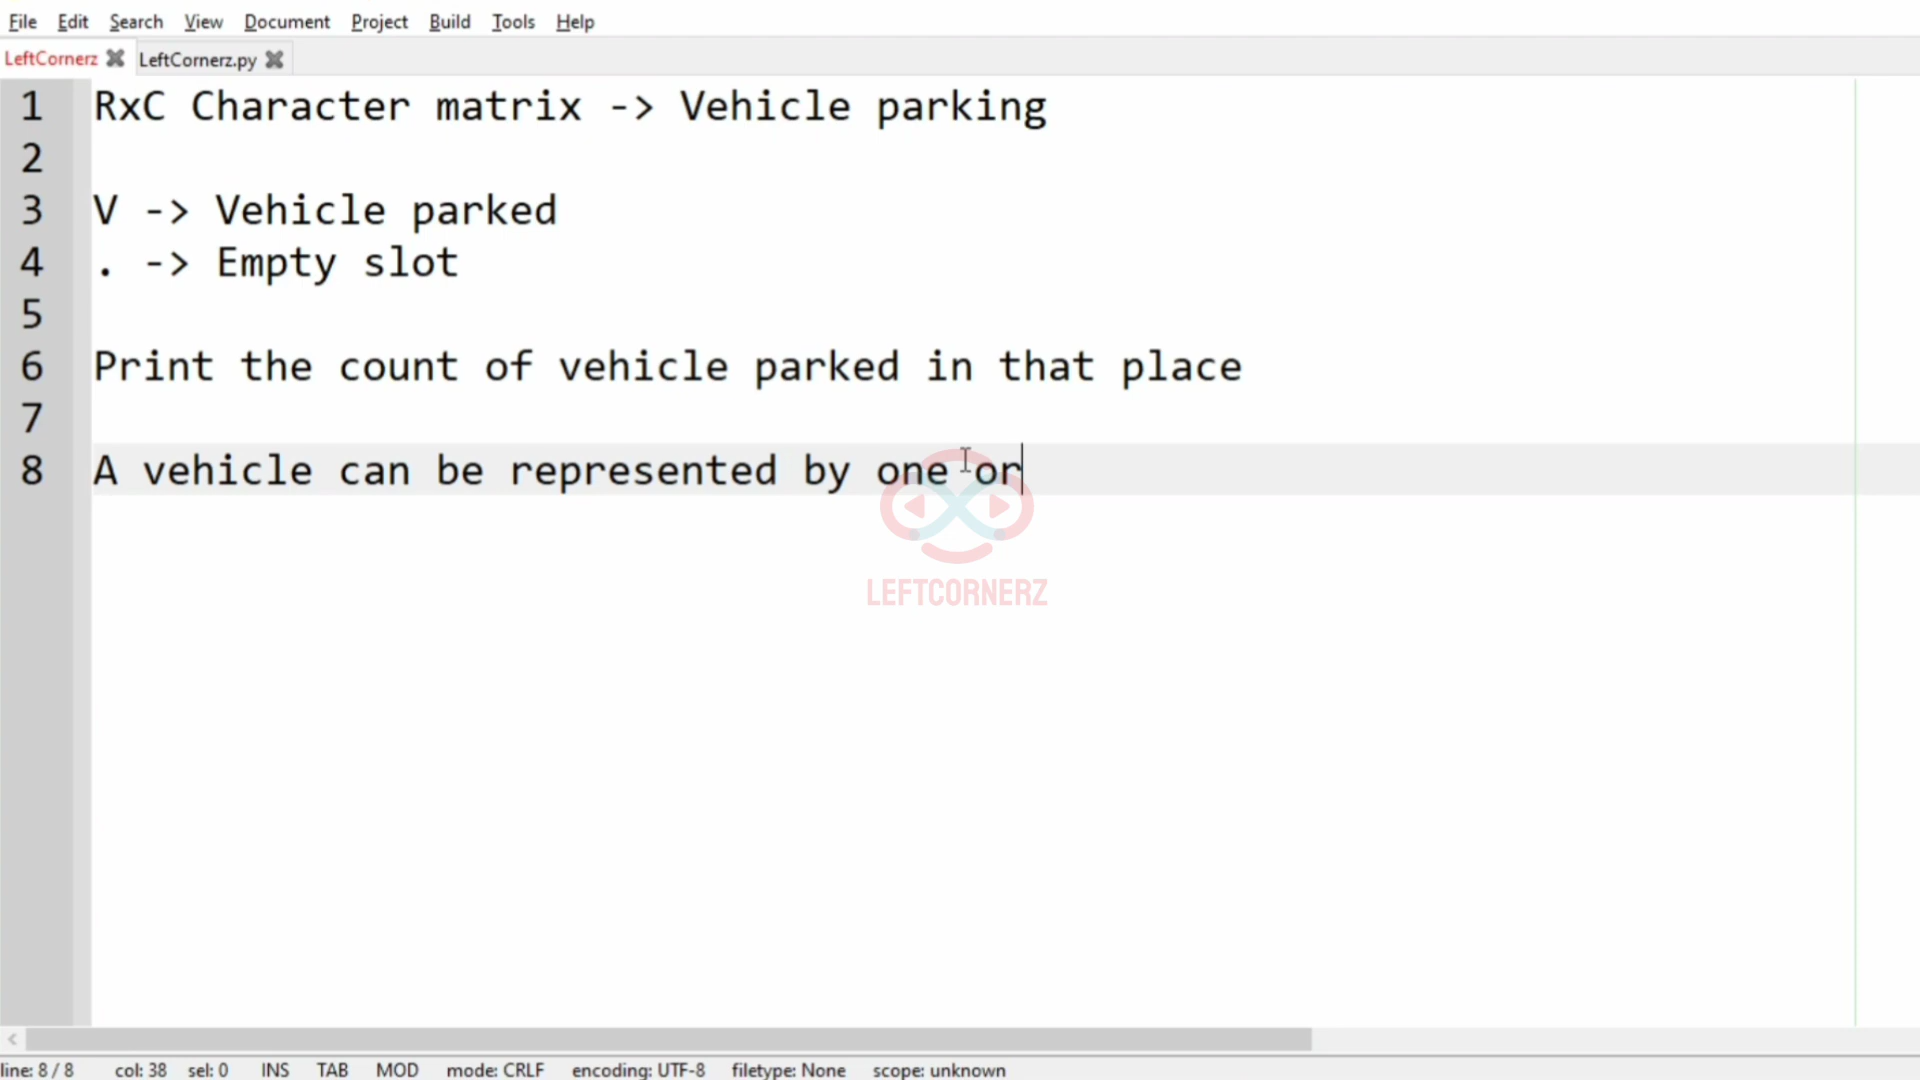 File Edit Search View Document Project Build Tools Help
LeftCornerz LeftCornerz.py
1 RxC Character matrix -> Vehicle parking
2
3 V -> Vehicle parked
4 . -> Empty slot
5
6 Print the count of vehicle parked in that place
7
8 A vehicle can be represented by one or
LEFTCORNERZ
line: 8 / 8 col: 38 sel: 0 INS TAB MOD mode: CRLF encoding: UTF-8 filetype: None scope: unknown